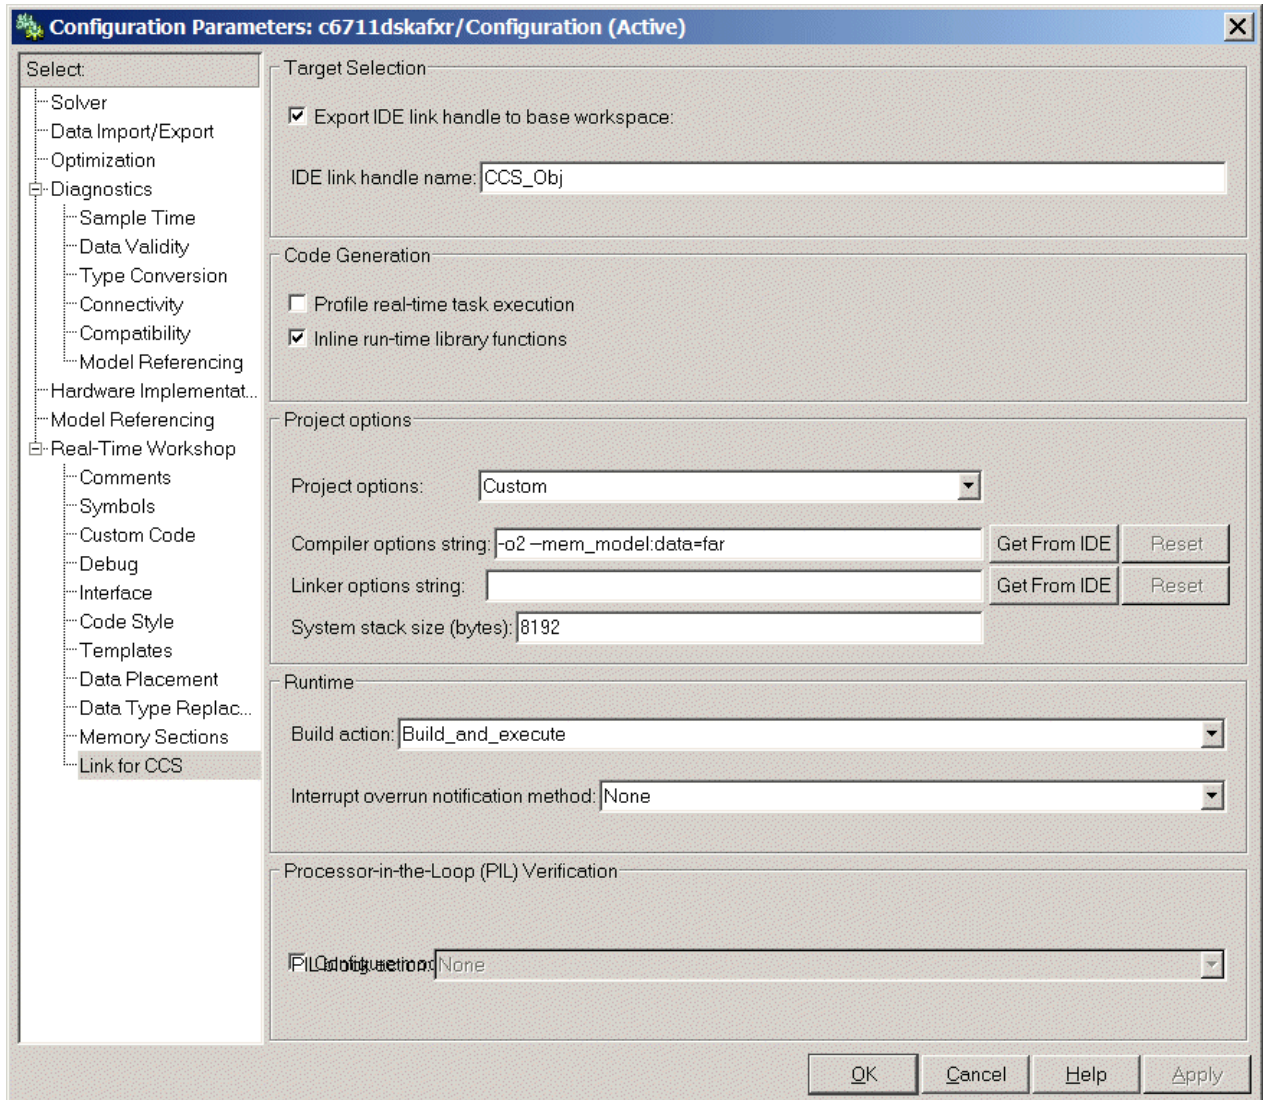 Configuration Parameters: c6711dskafxr/Configuration (Active)
Select:
Solver
Data Import/Export
Optimization
Diagnostics
Sample Time
Data Validity
Type Conversion
Connectivity
Compatibility
Model Referencing
Hardware Implementat...
Model Referencing
Real-Time Workshop
Comments
Symbols
Custom Code
Debug
Interface
Code Style
Templates
Data Placement
Data Type Replac...
Memory Sections
Link for CCS
Target Selection
Export IDE link handle to base workspace:
IDE link handle name: CCS_Obj
Code Generation
Profile real-time task execution
Inline run-time library functions
Project options
Project options: Custom
Compiler options string: -o2 –mem_model:data=far Get From IDE Reset
Linker options string: Get From IDE Reset
System stack size (bytes): 8192
Runtime
Build action: Build_and_execute
Interrupt overrun notification method: None
Processor-in-the-Loop (PIL) Verification
PIL block action: None
OK Cancel Help Apply